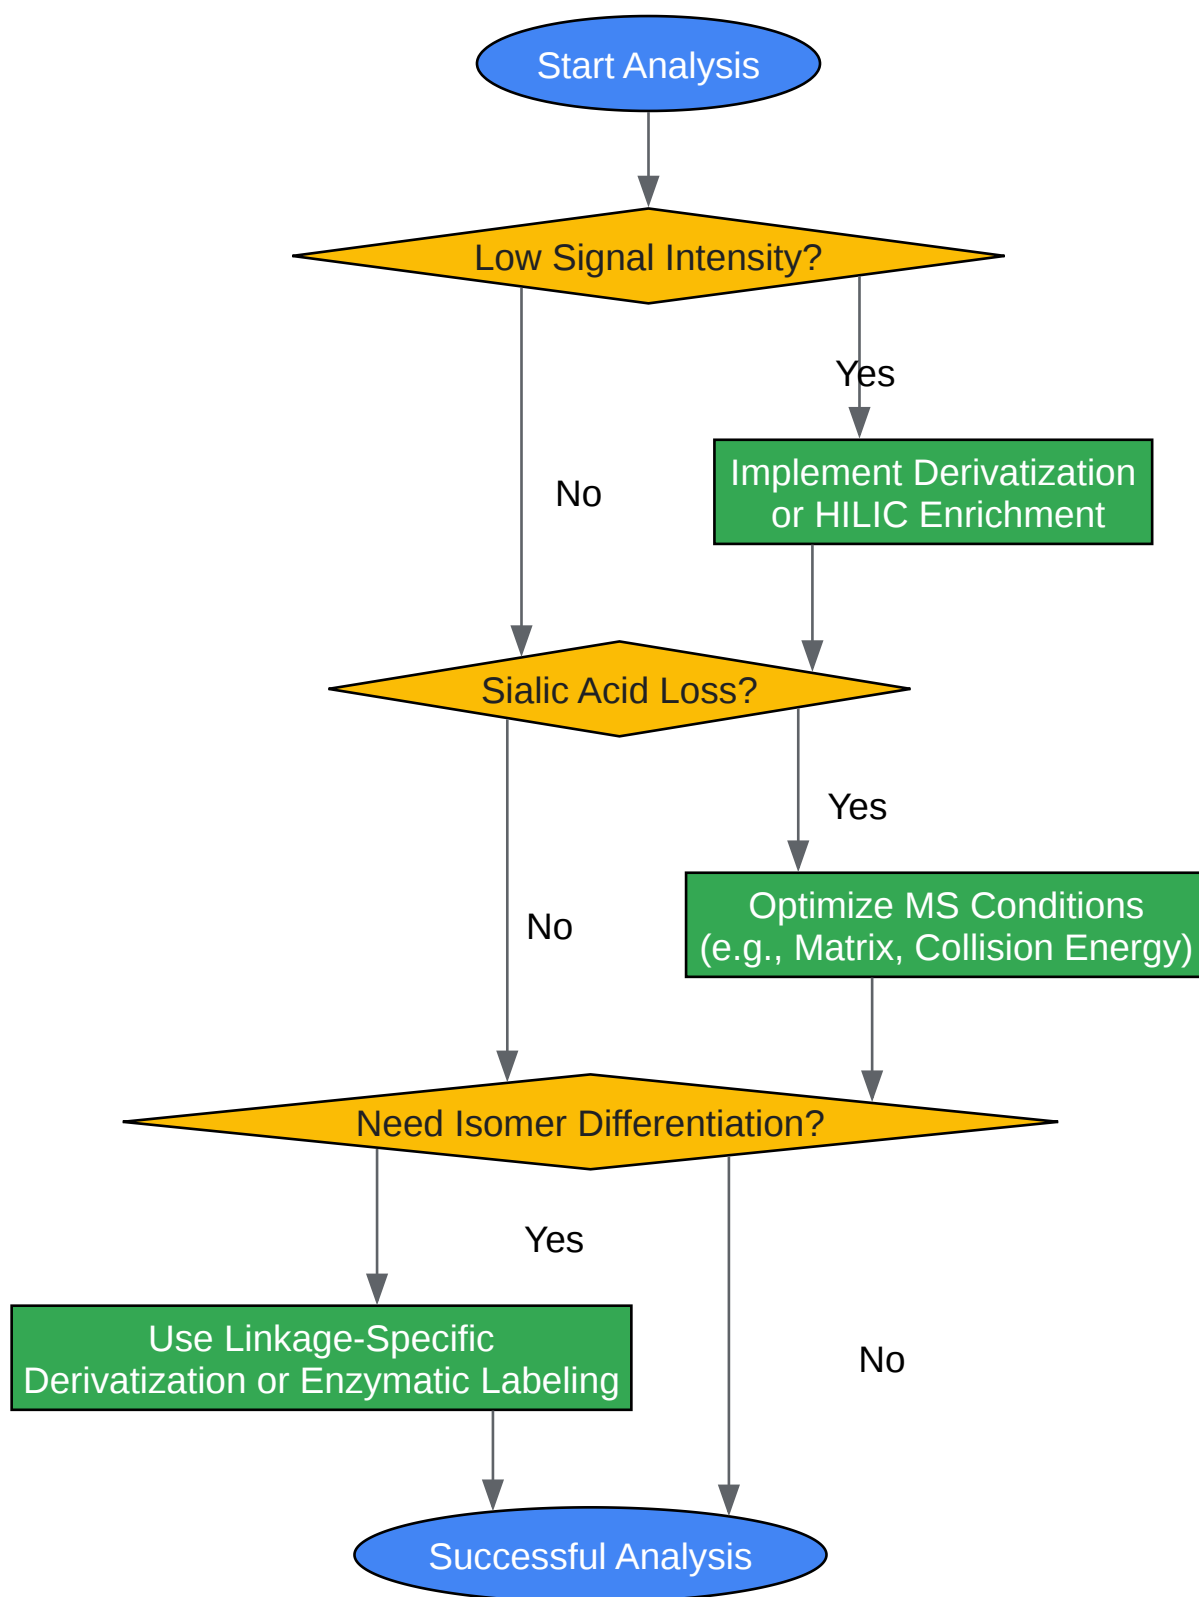 Start Analysis
Low Signal Intensity?
Yes
Implement Derivatization
or HILIC Enrichment
No
Sialic Acid Loss?
Yes
Optimize MS Conditions
(e.g., Matrix, Collision Energy)
No
Need Isomer Differentiation?
Yes
Use Linkage-Specific
Derivatization or Enzymatic Labeling
No
Successful Analysis